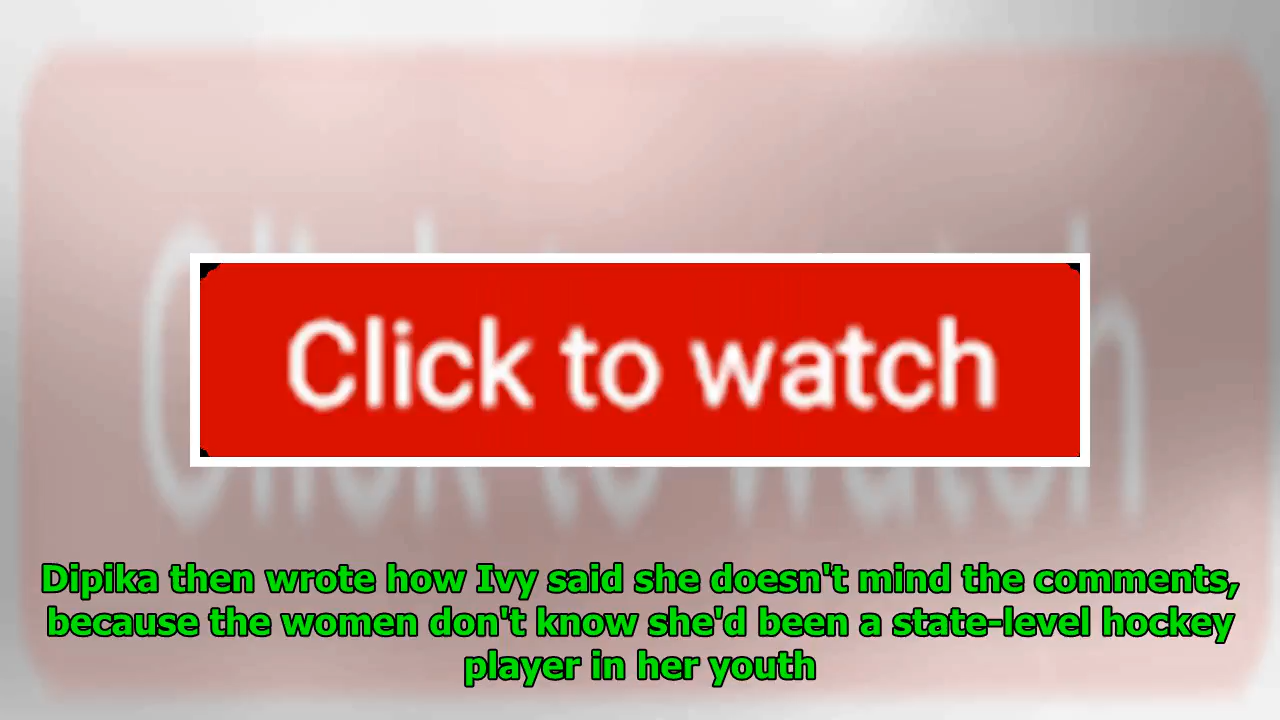 Click to watch
Dipika then wrote how Ivy said she doesn't mind the comments,
because the women don't know she'd been a state-level hockey
player in her youth